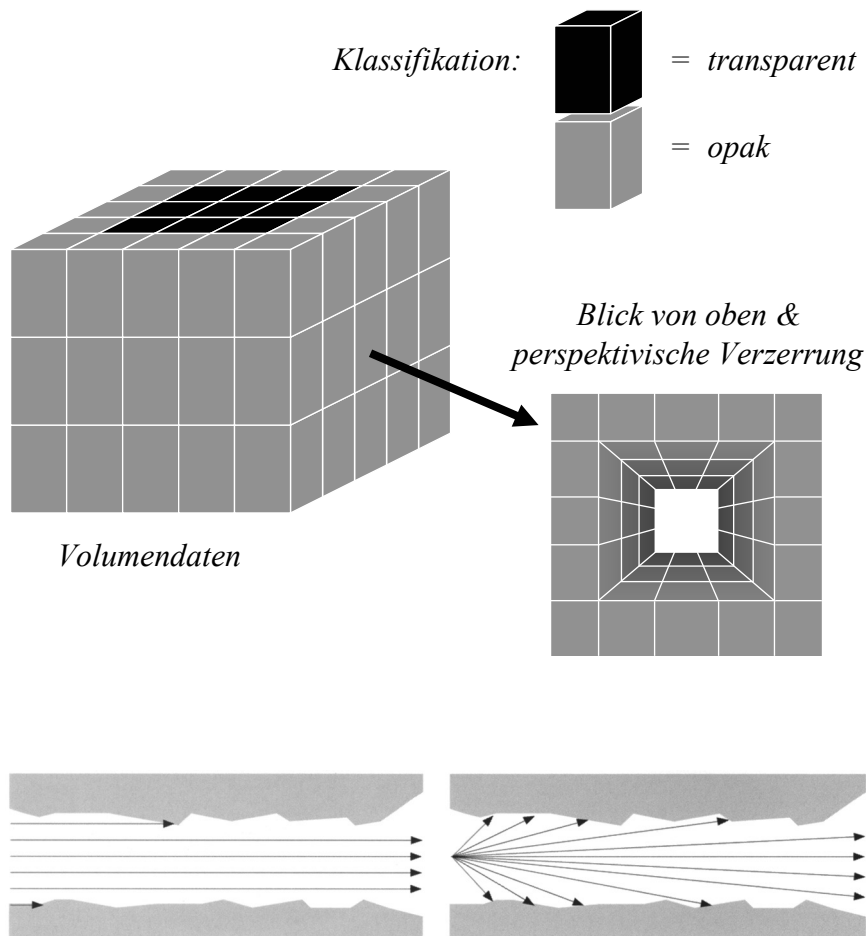 Klassifikation:
= transparent
= opak
Blick von oben &
perspektivische Verzerrung
Volumendaten